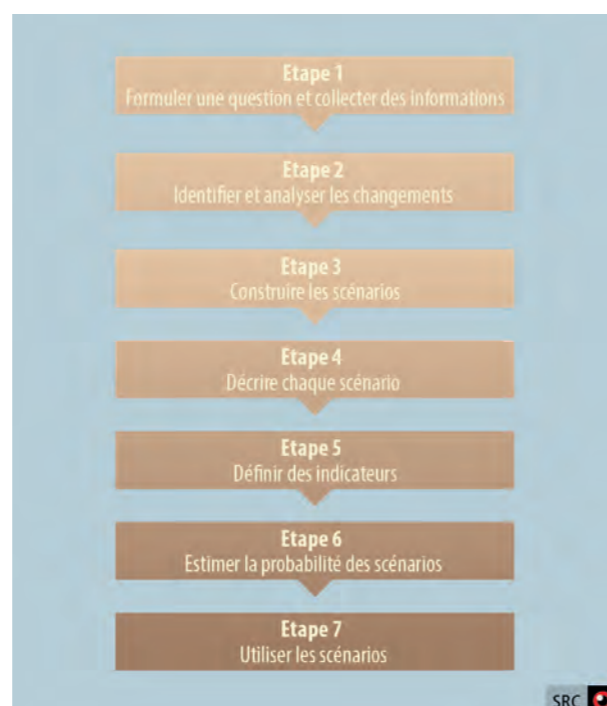 Etape 1
Formuler une question et collecter des informations
Etape 2
Identifier et analyser les changements
Etape 3
Construire les scénarios
Etape 4
Décrire chaque scénario
Etape 5
Définir des indicateurs
Etape 6
Estimer la probabilité des scénarios
Etape 7
Utiliser les scénarios
SRC